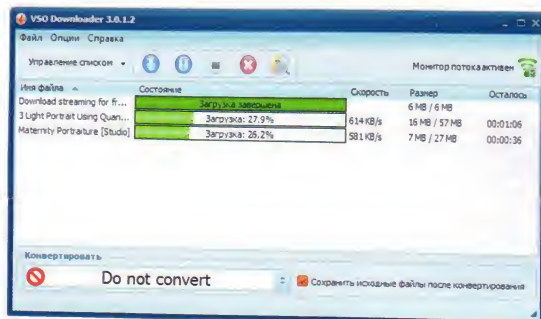 VSO Downloader 3.0.1.2
Файл Опции Справка
Управление списком
Монитор потока активен
Имя файла Состояние Скорость Размер Осталось
Download streaming for fr... Загрузка завершена 6 MB / 6 MB
3 Light Portrait Using Quan... Загрузка: 27.9% 614 KB/s 16 MB / 57 MB 00:01:06
Maternity Portraiture [Studio] Загрузка: 26.2% 581 KB/s 7 MB / 27 MB 00:00:36
Конвертировать
Do not convert
Сохранить исходные файлы после конвертирования